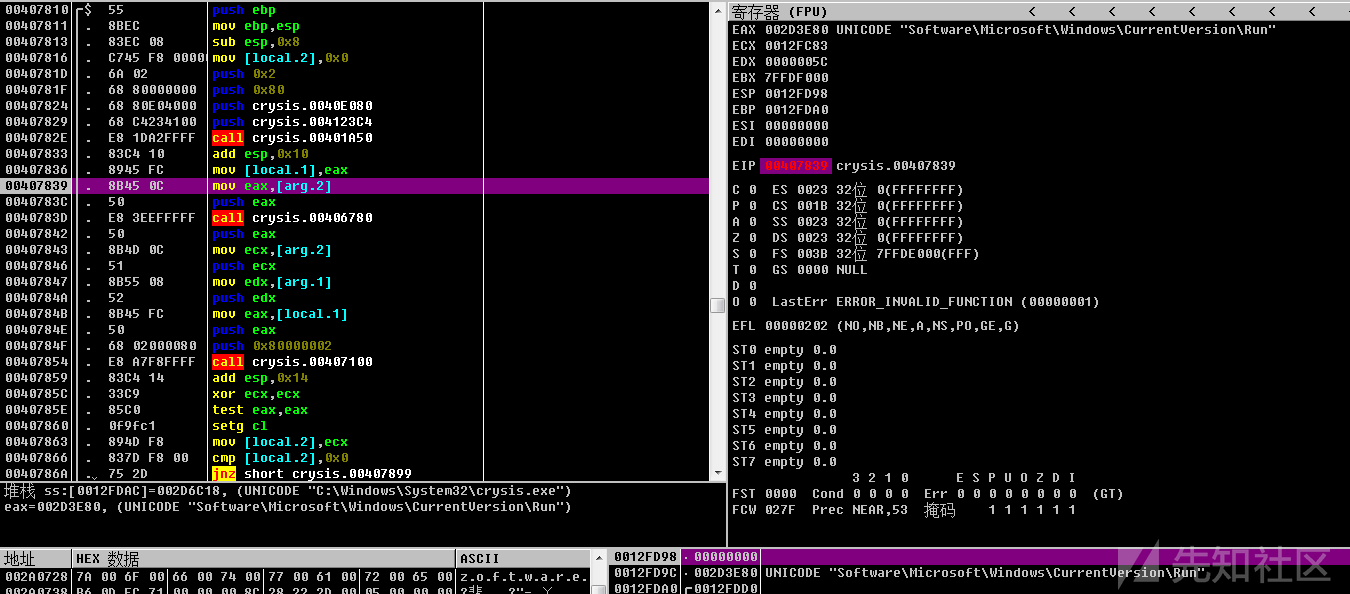 00407810 ┌$ 55 push ebp
00407811 . 8BEC mov ebp,esp
00407813 . 83EC 08 sub esp,0x8
00407816 . C745 F8 0000 mov [local.2],0x0
0040781D . 6A 02 push 0x2
0040781F . 68 80000000 push 0x80
00407824 . 68 80E04000 push crysis.0040E080
00407829 . 68 C4234100 push crysis.004123C4
0040782E . E8 1DA2FFFF call crysis.00401A50
00407833 . 83C4 10 add esp,0x10
00407836 . 8945 FC mov [local.1],eax
00407839 . 8B45 0C mov eax,[arg.2]
0040783C . 50 push eax
0040783D . E8 3EEFFFFF call crysis.00406780
00407842 . 50 push eax
00407843 . 8B4D 0C mov ecx,[arg.2]
00407846 . 51 push ecx
00407847 . 8B55 08 mov edx,[arg.1]
0040784A . 52 push edx
0040784B . 8B45 FC mov eax,[local.1]
0040784E . 50 push eax
0040784F . 68 02000080 push 0x80000002
00407854 . E8 A7F8FFFF call crysis.00407100
00407859 . 83C4 14 add esp,0x14
0040785C . 33C9 xor ecx,ecx
0040785E . 85C0 test eax,eax
00407860 . 0f9fc1 setg cl
00407863 . 894D F8 mov [local.2],ecx
00407866 . 837D F8 00 cmp [local.2],0x0
0040786A . 75 2D jnz short crysis.00407899
堆栈 ss:[0012FDAC]=002D6C18, (UNICODE "C:\Windows\System32\crysis.exe")
eax=002D3E80, (UNICODE "Software\Microsoft\Windows\CurrentVersion\Run")
寄存器 (FPU) < < < < < < < <
EAX 002D3E80 UNICODE "Software\Microsoft\Windows\CurrentVersion\Run"
ECX 0012FC83
EDX 0000005C
EBX 7FFDF000
ESP 0012FD98
EBP 0012FDA0
ESI 00000000
EDI 00000000
EIP 00407839 crysis.00407839
C 0 ES 0023 32位 0(FFFFFFFF)
P 0 CS 001B 32位 0(FFFFFFFF)
A 0 SS 0023 32位 0(FFFFFFFF)
Z 0 DS 0023 32位 0(FFFFFFFF)
S 0 FS 003B 32位 7FFDE000(FFF)
T 0 GS 0000 NULL
D 0
O 0 LastErr ERROR_INVALID_FUNCTION (00000001)
EFL 00000202 (NO,NB,NE,A,NS,PO,GE,G)
ST0 empty 0.0
ST1 empty 0.0
ST2 empty 0.0
ST3 empty 0.0
ST4 empty 0.0
ST5 empty 0.0
ST6 empty 0.0
ST7 empty 0.0
3 2 1 0 E S P U O Z D I
FST 0000 Cond 0 0 0 0 Err 0 0 0 0 0 0 0 0 (GT)
FCW 027F Prec NEAR,53 掩码 1 1 1 1 1 1
地址 HEX 数据 ASCII
002A0728 7A 00 6F 00 66 00 74 00 77 00 61 00 72 00 65 00 z.o.f.t.w.a.r.e.
0012FD98 00000000
0012FD9C 002D3E80 UNICODE "Software\Microsoft\Windows\CurrentVersion\Run"
0012FDA0 ┌0012FDD0
先知社区